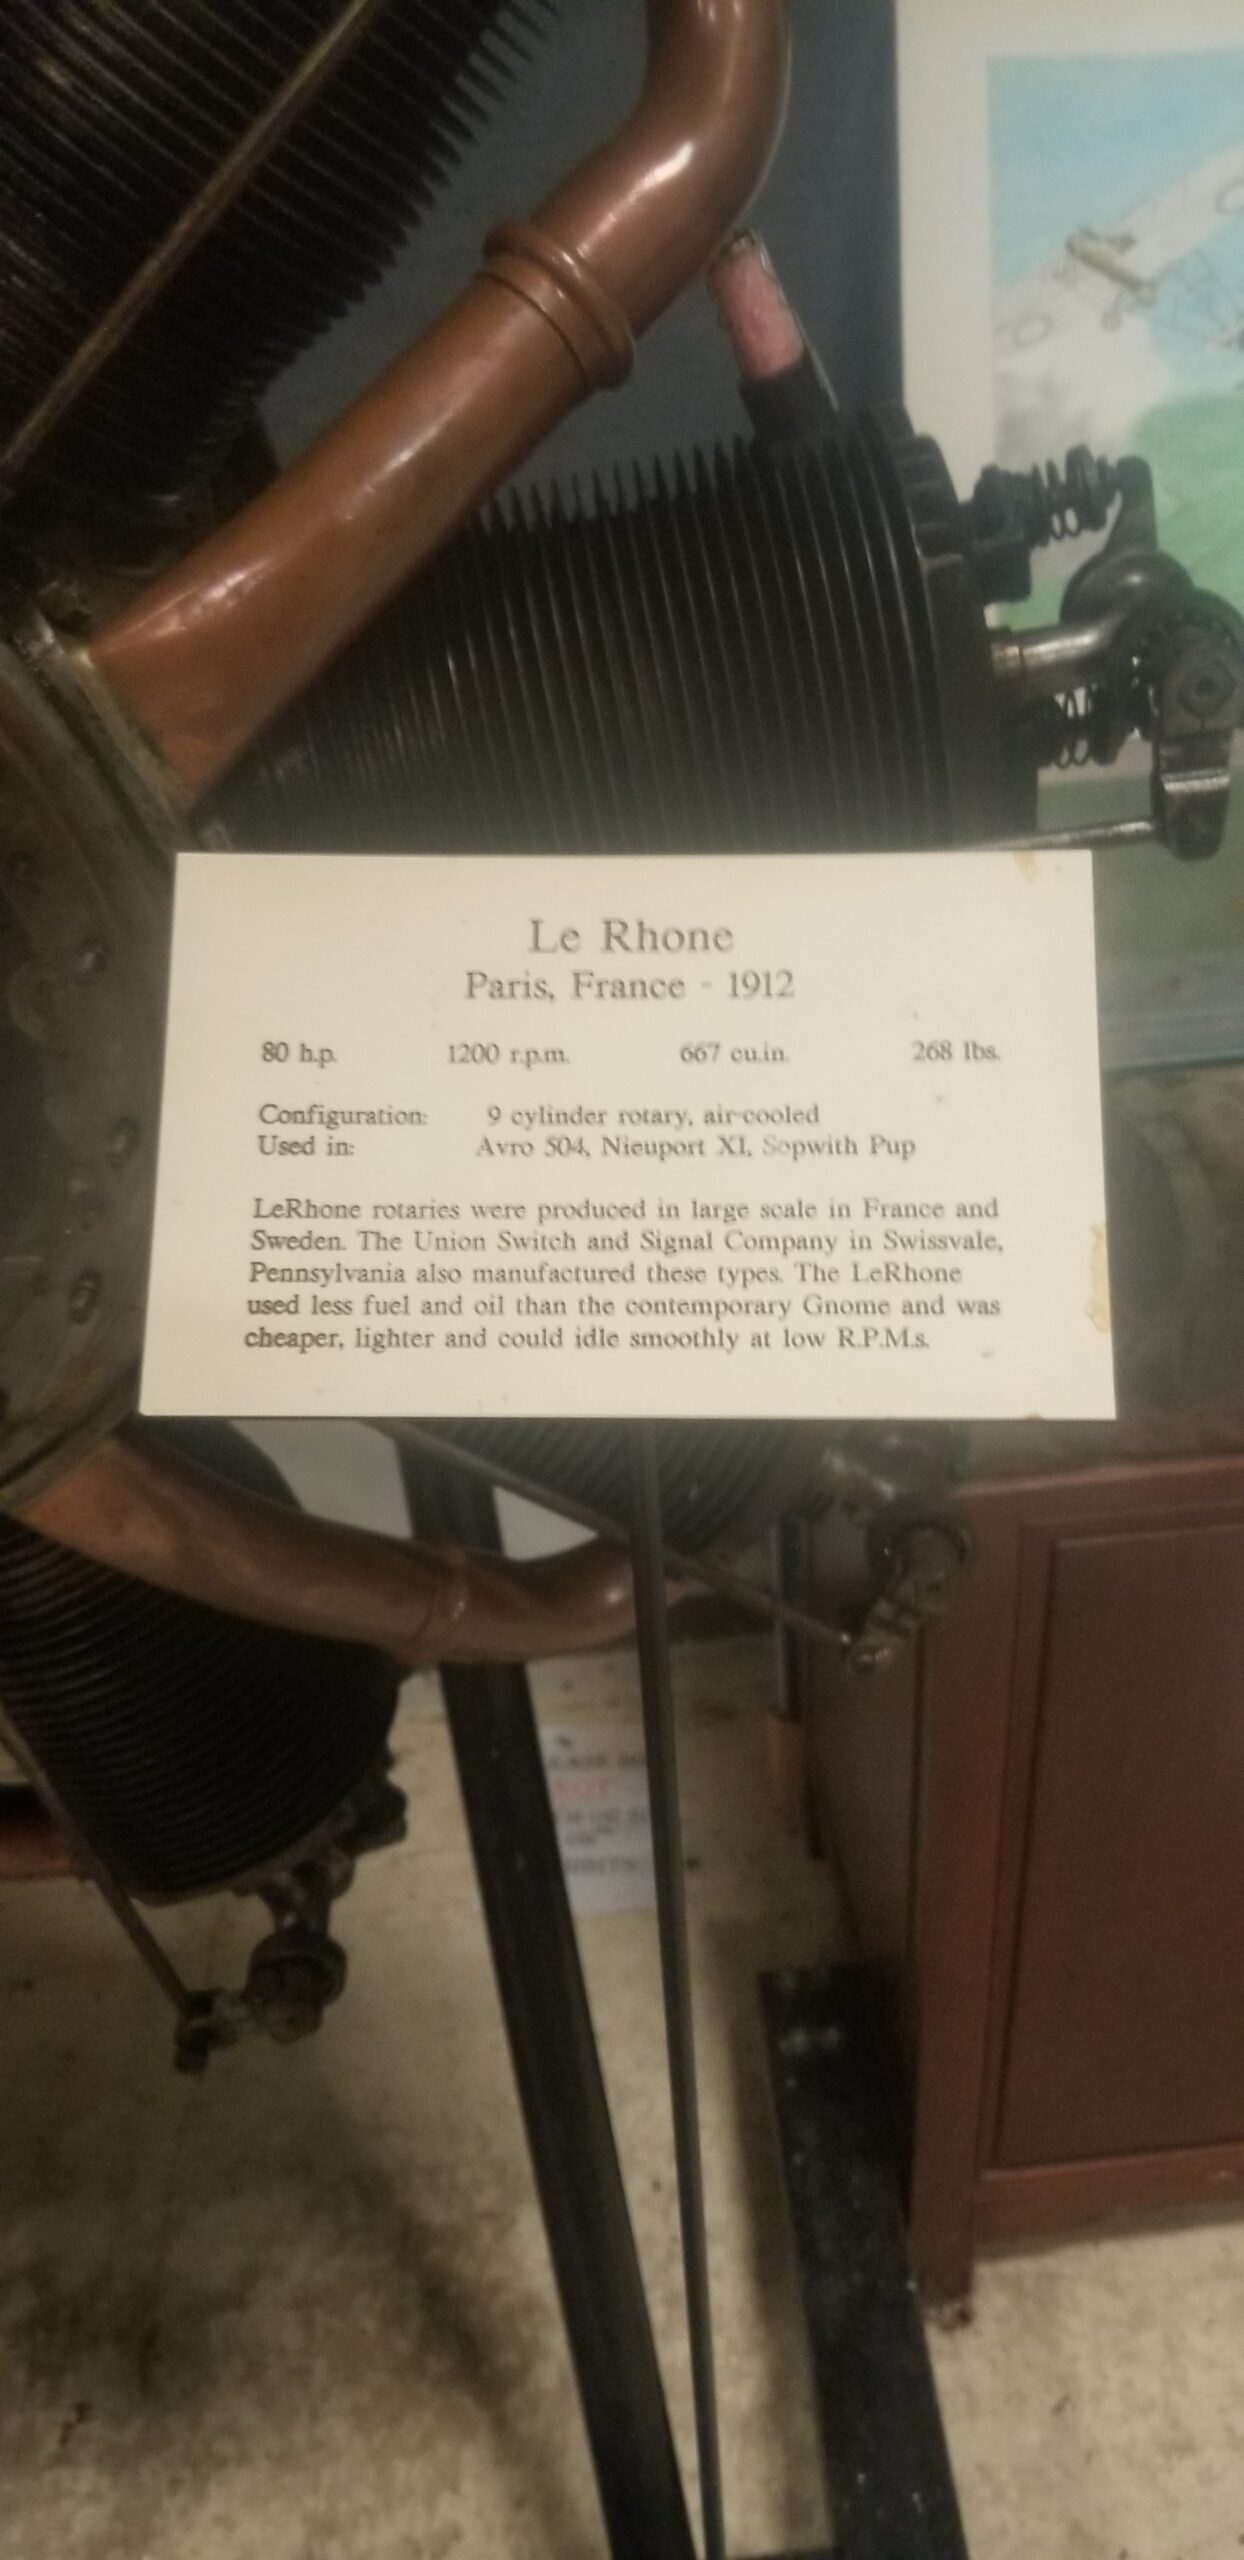 Le Rhone
Paris, France - 1912
80 h.p. 1200 r.p.m. 667 cu.in. 268 lbs.
Configuration: 9 cylinder rotary, air-cooled
Used in: Avro 504, Nieuport XI, Sopwith Pup
LeRhone rotaries were produced in large scale in France and
Sweden. The Union Switch and Signal Company in Swissvale,
Pennsylvania also manufactured these types. The LeRhone
used less fuel and oil than the contemporary Gnome and was
cheaper, lighter and could idle smoothly at low R.P.M.s.